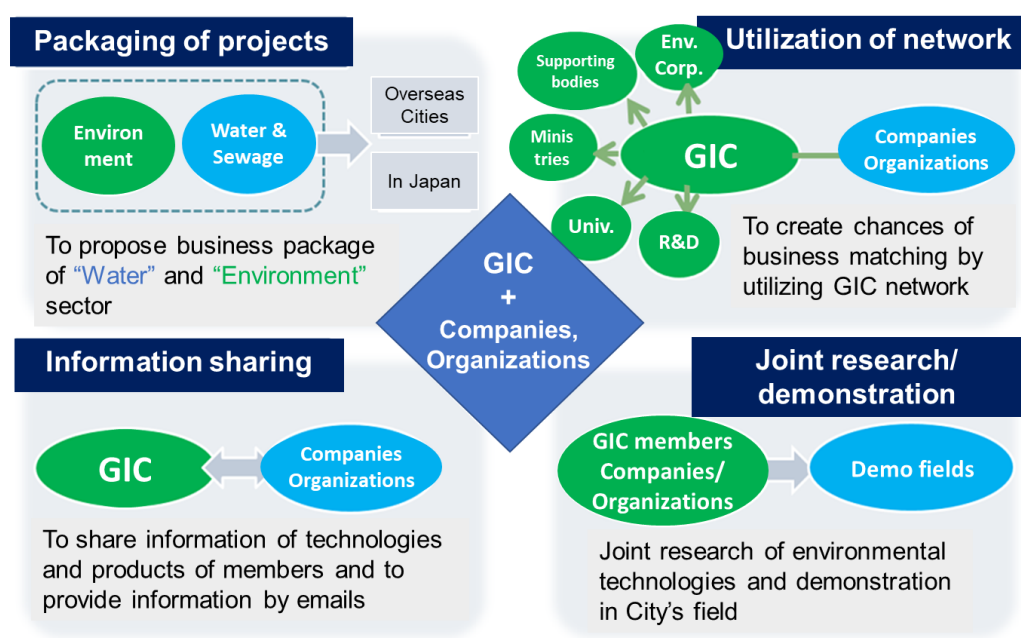 Packaging of projects
Environ
ment
Water &
Sewage
Overseas
Cities
In Japan
To propose business package
of “Water” and “Environment”
sector
Utilization of network
Supporting
bodies
Env.
Corp.
Minis
tries
GIC
Companies
Organizations
Univ.
R&D
To create chances of
business matching by
utilizing GIC network
GIC
+
Companies,
Organizations
Information sharing
GIC
Companies
Organizations
To share information of technologies
and products of members and to
provide information by emails
Joint research/
demonstration
GIC members
Companies/
Organizations
Demo fields
Joint research of environmental
technologies and demonstration
in City’s field